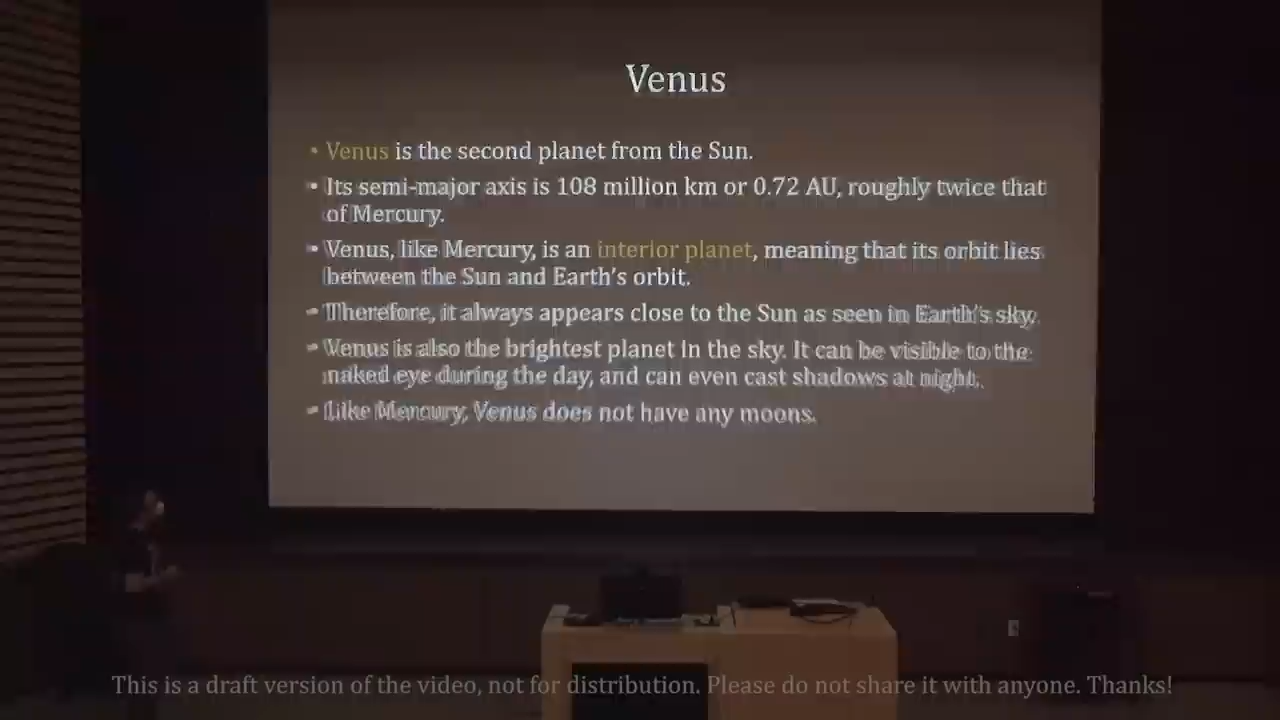 Venus
• Venus is the second planet from the Sun.
• Its semi-major axis is 108 million km or 0.72 AU, roughly twice that
of Mercury.
• Venus, like Mercury, is an interior planet, meaning that its orbit lies
between the Sun and Earth's orbit.
• Therefore, it always appears close to the Sun as seen in Earth's sky.
• Venus is also the brightest planet in the sky. It can be visible to the
naked eye during the day, and can even cast shadows at night.
• Like Mercury, Venus does not have any moons.
This is a draft version of the video, not for distribution. Please do not share it with anyone. Thanks!